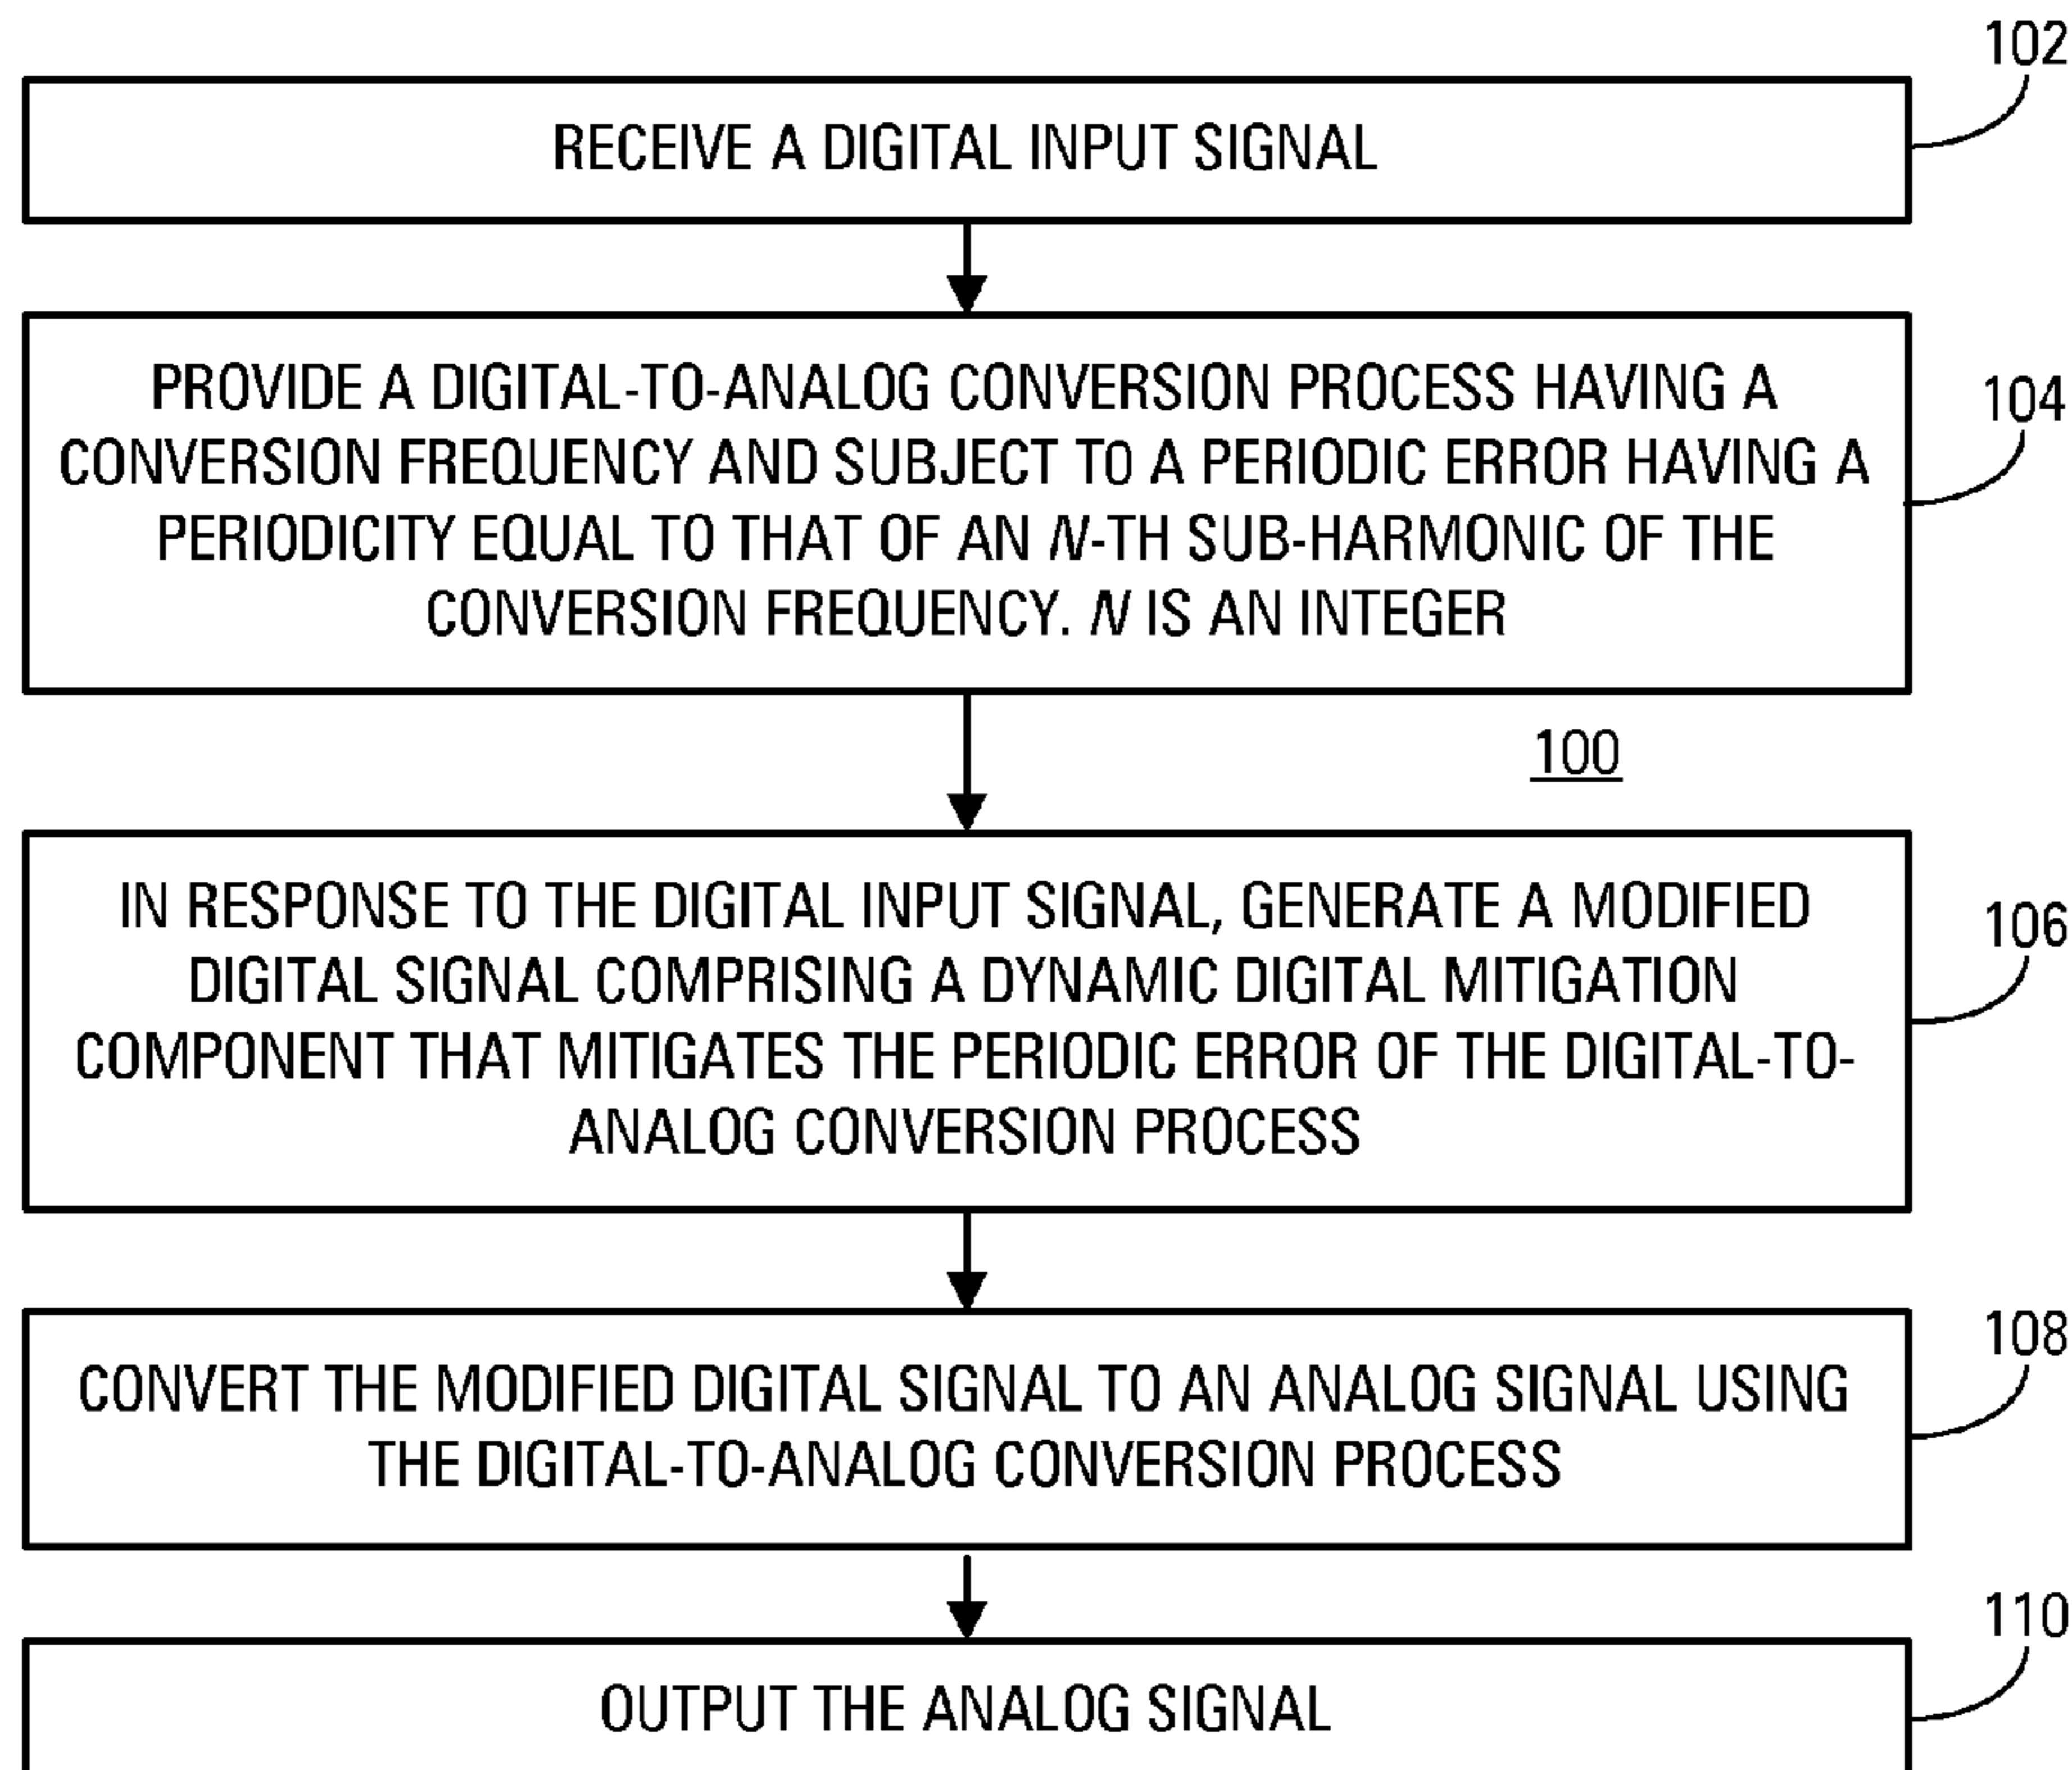 102
RECEIVE A DIGITAL INPUT SIGNAL
PROVIDE A DIGITAL-TO-ANALOG CONVERSION PROCESS HAVING A
104
CONVERSION FREQUENCY AND SUBJECT TO A PERIODIC ERROR HAVING A
PERIODICITY EQUAL TO THAT OF AN N-TH SUB-HARMONIC OF THE
CONVERSION FREQUENCY. N IS AN INTEGER
100
IN RESPONSE TO THE DIGITAL INPUT SIGNAL, GENERATE A MODIFIED
106
DIGITAL SIGNAL COMPRISING A DYNAMIC DIGITAL MITIGATION
COMPONENT THAT MITIGATES THE PERIODIC ERROR OF THE DIGITAL-TO-
ANALOG CONVERSION PROCESS
108
CONVERT THE MODIFIED DIGITAL SIGNAL TO AN ANALOG SIGNAL USING
THE DIGITAL-TO-ANALOG CONVERSION PROCESS
110
OUTPUT THE ANALOG SIGNAL